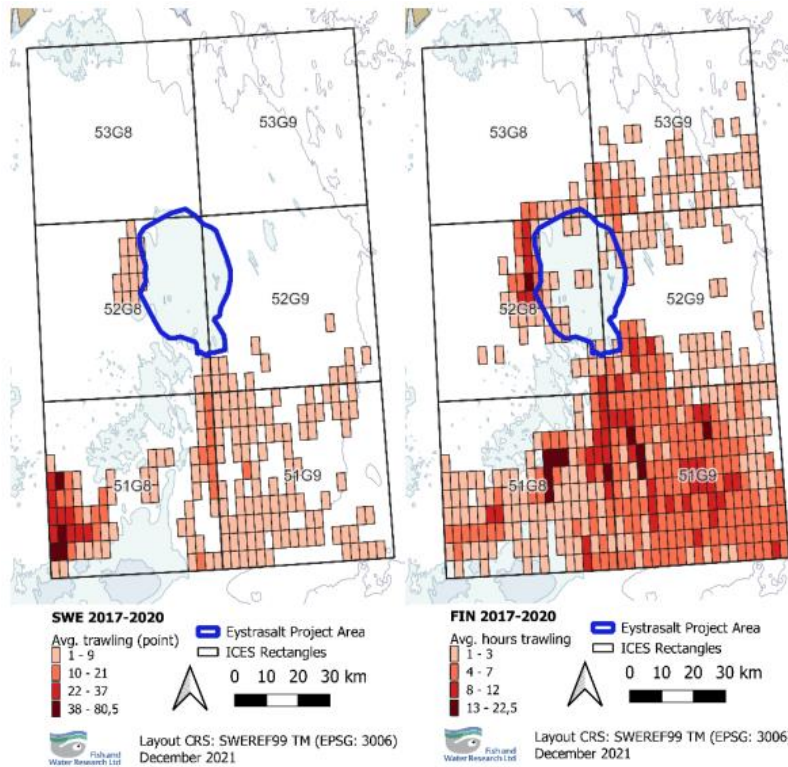 53G8
53G9
52G8
52G9
51G8
51G9
SWE 2017-2020
Avg. trawling (point)
1 - 9
10 - 21
22 - 37
38 - 80,5
Eystrasalt Project Area
ICES Rectangles
0 10 20 30 km
Fish and
Water Research Ltd
Layout CRS: SWEREF99 TM (EPSG: 3006)
December 2021
53G8
53G9
52G8
52G9
51G8
51G9
FIN 2017-2020
Avg. hours trawling
1 - 3
4 - 7
8 - 12
13 - 22,5
Eystrasalt Project Area
ICES Rectangles
0 10 20 30 km
Fish and
Water Research Ltd
Layout CRS: SWEREF99 TM (EPSG: 3006)
December 2021